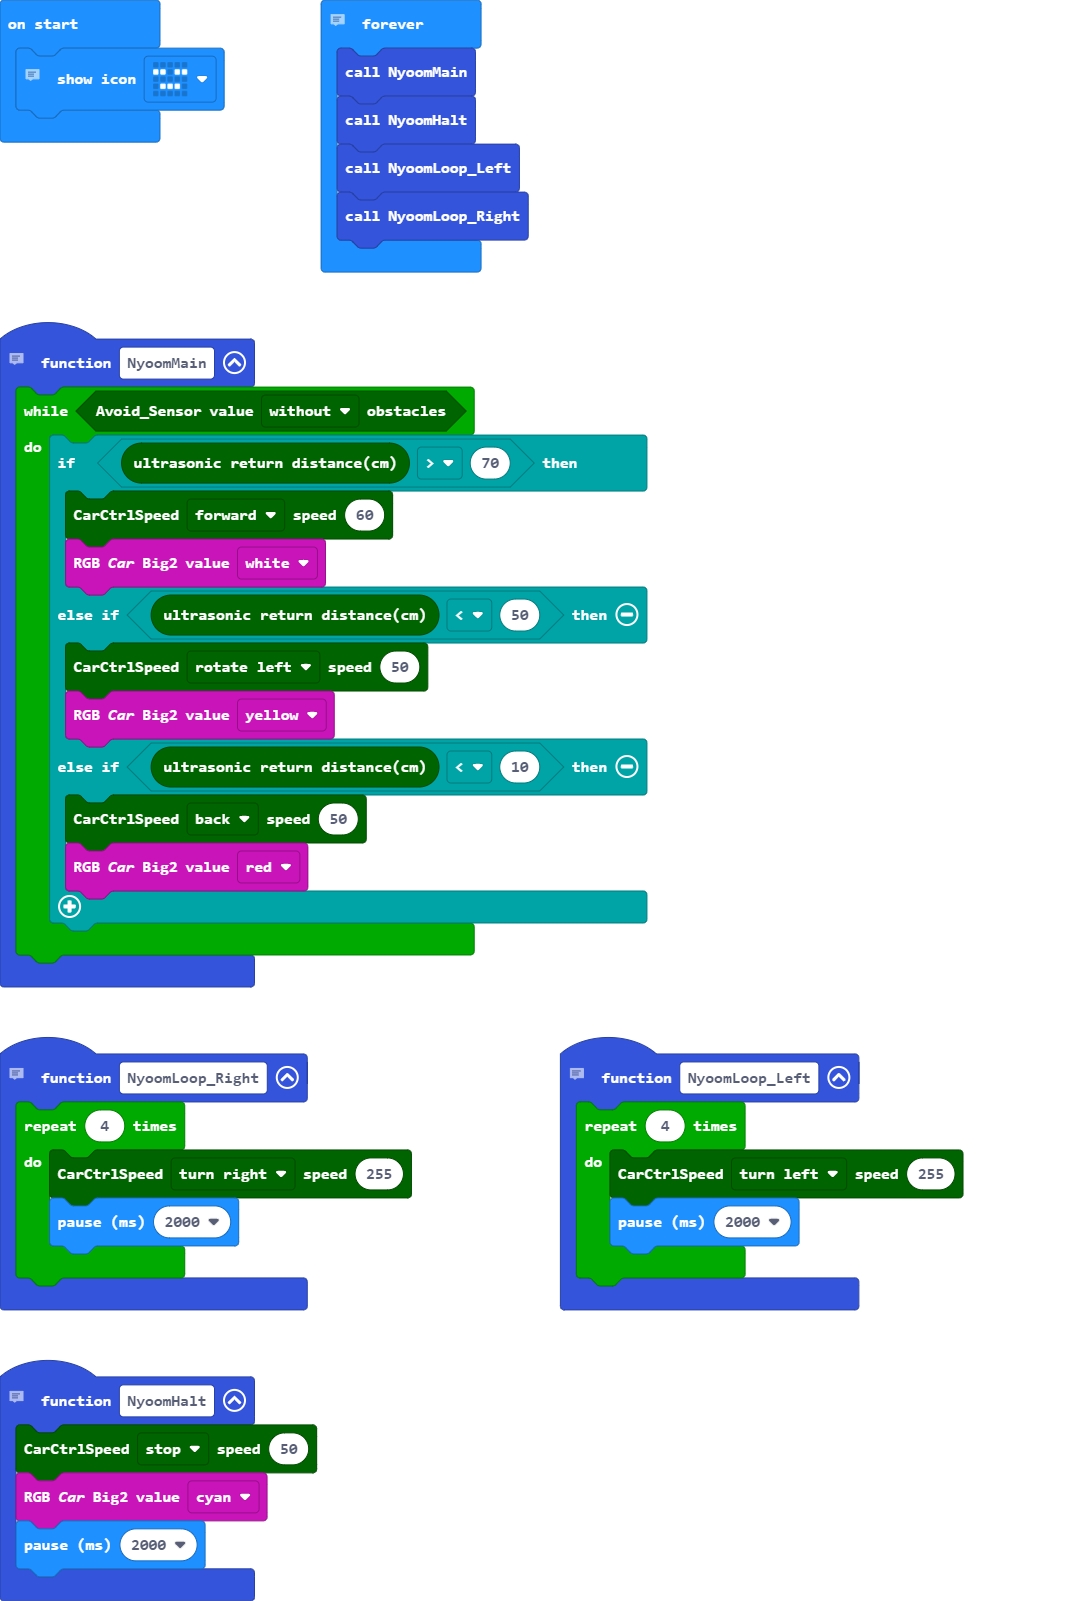 on start
show icon
forever
call NyoomMain
call NyoomHalt
call NyoomLoop_Left
call NyoomLoop_Right
function NyoomMain
while Avoid_Sensor value without obstacles
do
if ultrasonic return distance(cm) > 70 then
CarCtrlSpeed forward speed 60
RGB Car Big2 value white
else if ultrasonic return distance(cm) < 50 then
CarCtrlSpeed rotate left speed 50
RGB Car Big2 value yellow
else if ultrasonic return distance(cm) < 10 then
CarCtrlSpeed back speed 50
RGB Car Big2 value red
function NyoomLoop_Right
repeat 4 times
do
CarCtrlSpeed turn right speed 255
pause (ms) 2000
function NyoomLoop_Left
repeat 4 times
do
CarCtrlSpeed turn left speed 255
pause (ms) 2000
function NyoomHalt
CarCtrlSpeed stop speed 50
RGB Car Big2 value cyan
pause (ms) 2000